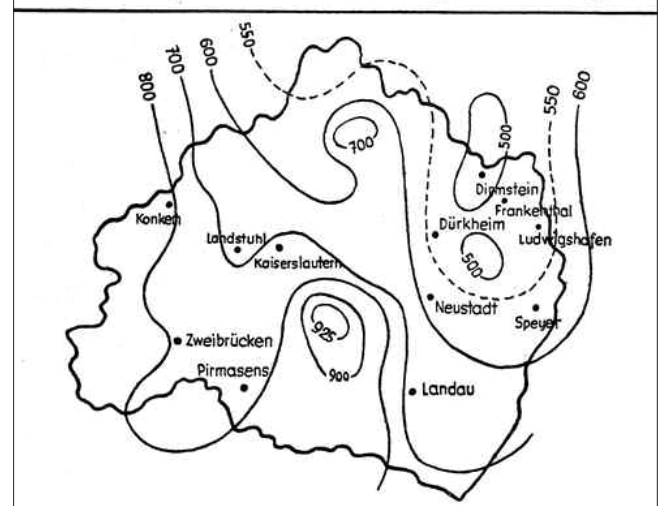 550
600
700
800
550
600
700
500
Dirmstein
Frankenthal
Konken
Dürkheim
Ludwigshafen
Landstuhl
Kaiserslautern
500
Neustadt
Speyer
925
Zweibrücken
Pirmasens
900
Landau